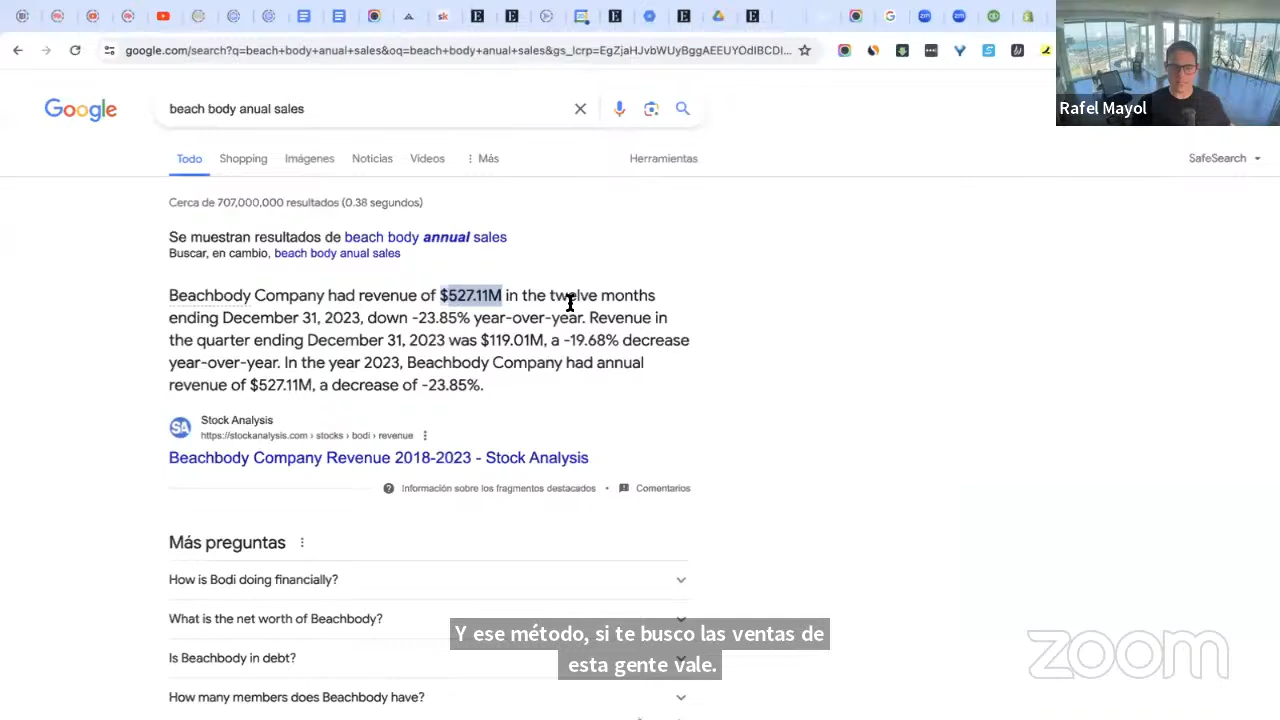 google.com/search?q=beach+body+anual+sales&oq=beach+body+anual+sales&gs_lcrp=EgZjaHJvbWUyBggAEEUYOdIBCDI...
Google
beach body anual sales
Rafel Mayol
Todo
Shopping
Imágenes
Noticias
Videos
Más
Herramientas
SafeSearch
Cerca de 707,000,000 resultados (0.38 segundos)
Se muestran resultados de beach body annual sales
Buscar, en cambio, beach body anual sales
Beachbody Company had revenue of $527.11M in the twelve months
ending December 31, 2023, down -23.85% year-over-year. Revenue in
the quarter ending December 31, 2023 was $119.01M, a -19.68% decrease
year-over-year. In the year 2023, Beachbody Company had annual
revenue of $527.11M, a decrease of -23.85%.
SA
Stock Analysis
https://stockanalysis.com › stocks › bodi › revenue
Beachbody Company Revenue 2018-2023 - Stock Analysis
Información sobre los fragmentos destacados • Comentarios
Más preguntas
How is Bodi doing financially?
What is the net worth of Beachbody?
Is Beachbody in debt?
How many members does Beachbody have?
Y ese método, si te busco las ventas de
esta gente vale.
zoom